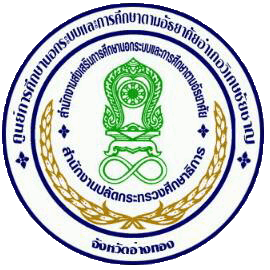 ศูนย์การศึกษานอกระบบและการศึกษาตามอัธยาศัยอำเภอวิเศษชัยชาญ
สำนักงานส่งเสริมการศึกษานอกระบบและการศึกษาตามอัธยาศัย
สำนักงานปลัดกระทรวงศึกษาธิการ
จังหวัดอ่างทอง